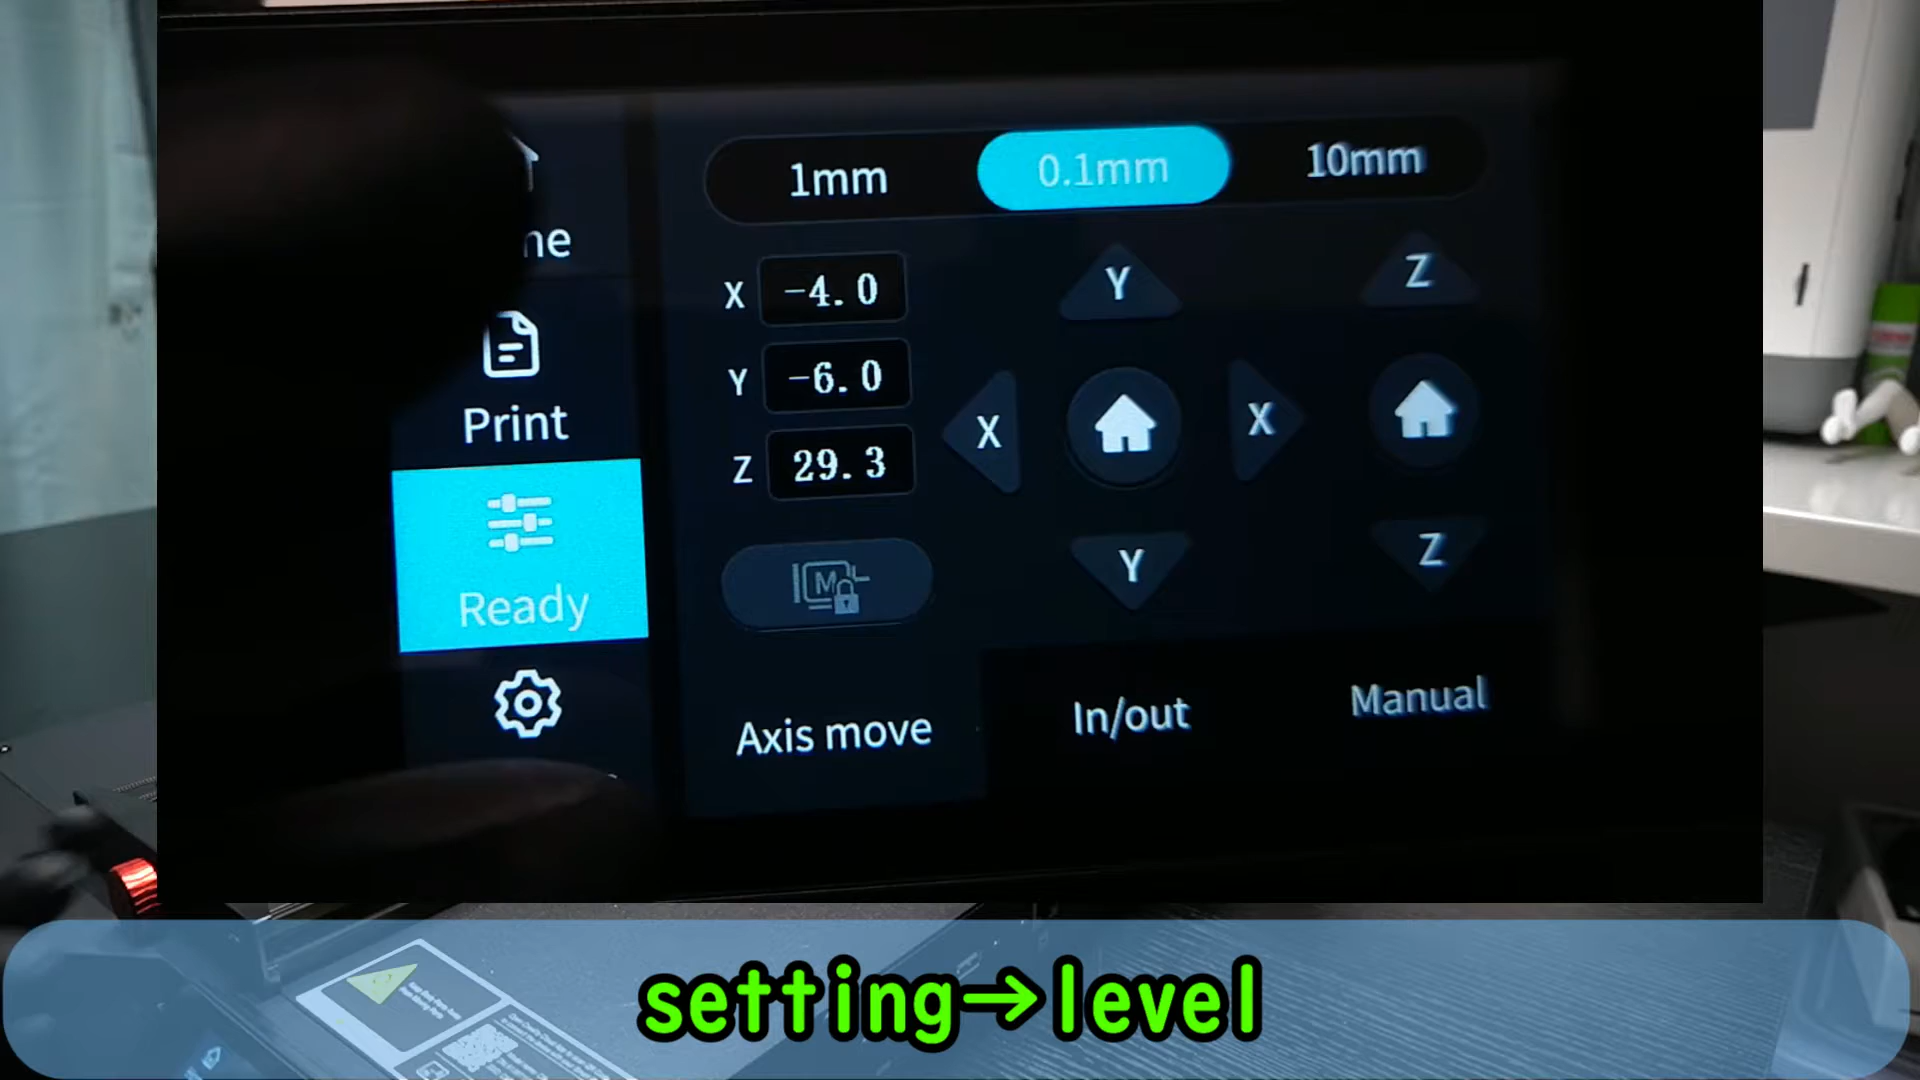 1mm 0.1mm 10mm
ne
X -4.0
Y -6.0
Z 29.3
Y
Z
X
X
Y
Z
Print
Ready
Axis move
In/out
Manual
setting→level